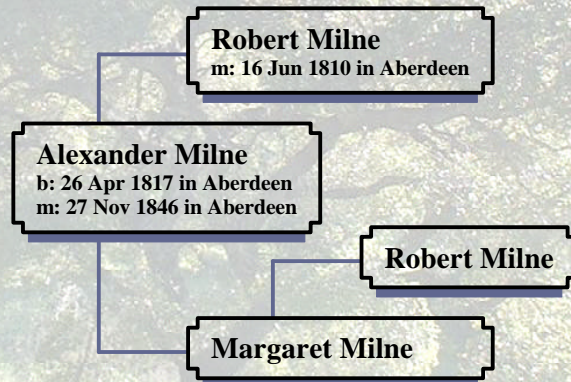 Robert Milne
m: 16 Jun 1810 in Aberdeen
Alexander Milne
b: 26 Apr 1817 in Aberdeen
m: 27 Nov 1846 in Aberdeen
Robert Milne
Margaret Milne